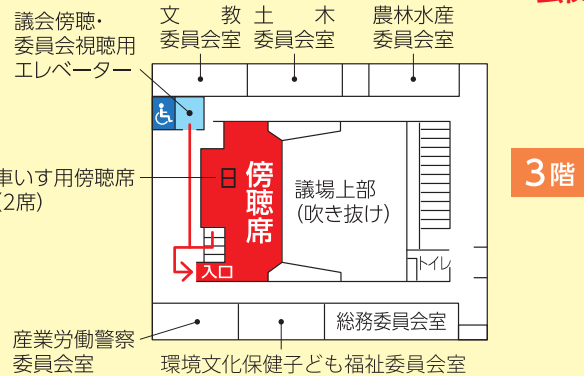 議会傍聴・
委員会視聴用
エレベーター
文教
委員会室
土木
委員会室
農林水産
委員会室
車いす用傍聴席
(2席)
傍聴席
議場上部
(吹き抜け)
3階
入口
トイレ
総務委員会室
産業労働警察
委員会室
環境文化保健子ども福祉委員会室